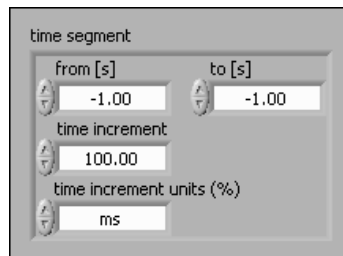 time segment
from [s] to [s]
-1.00 -1.00
time increment
100.00
time increment units (%)
ms